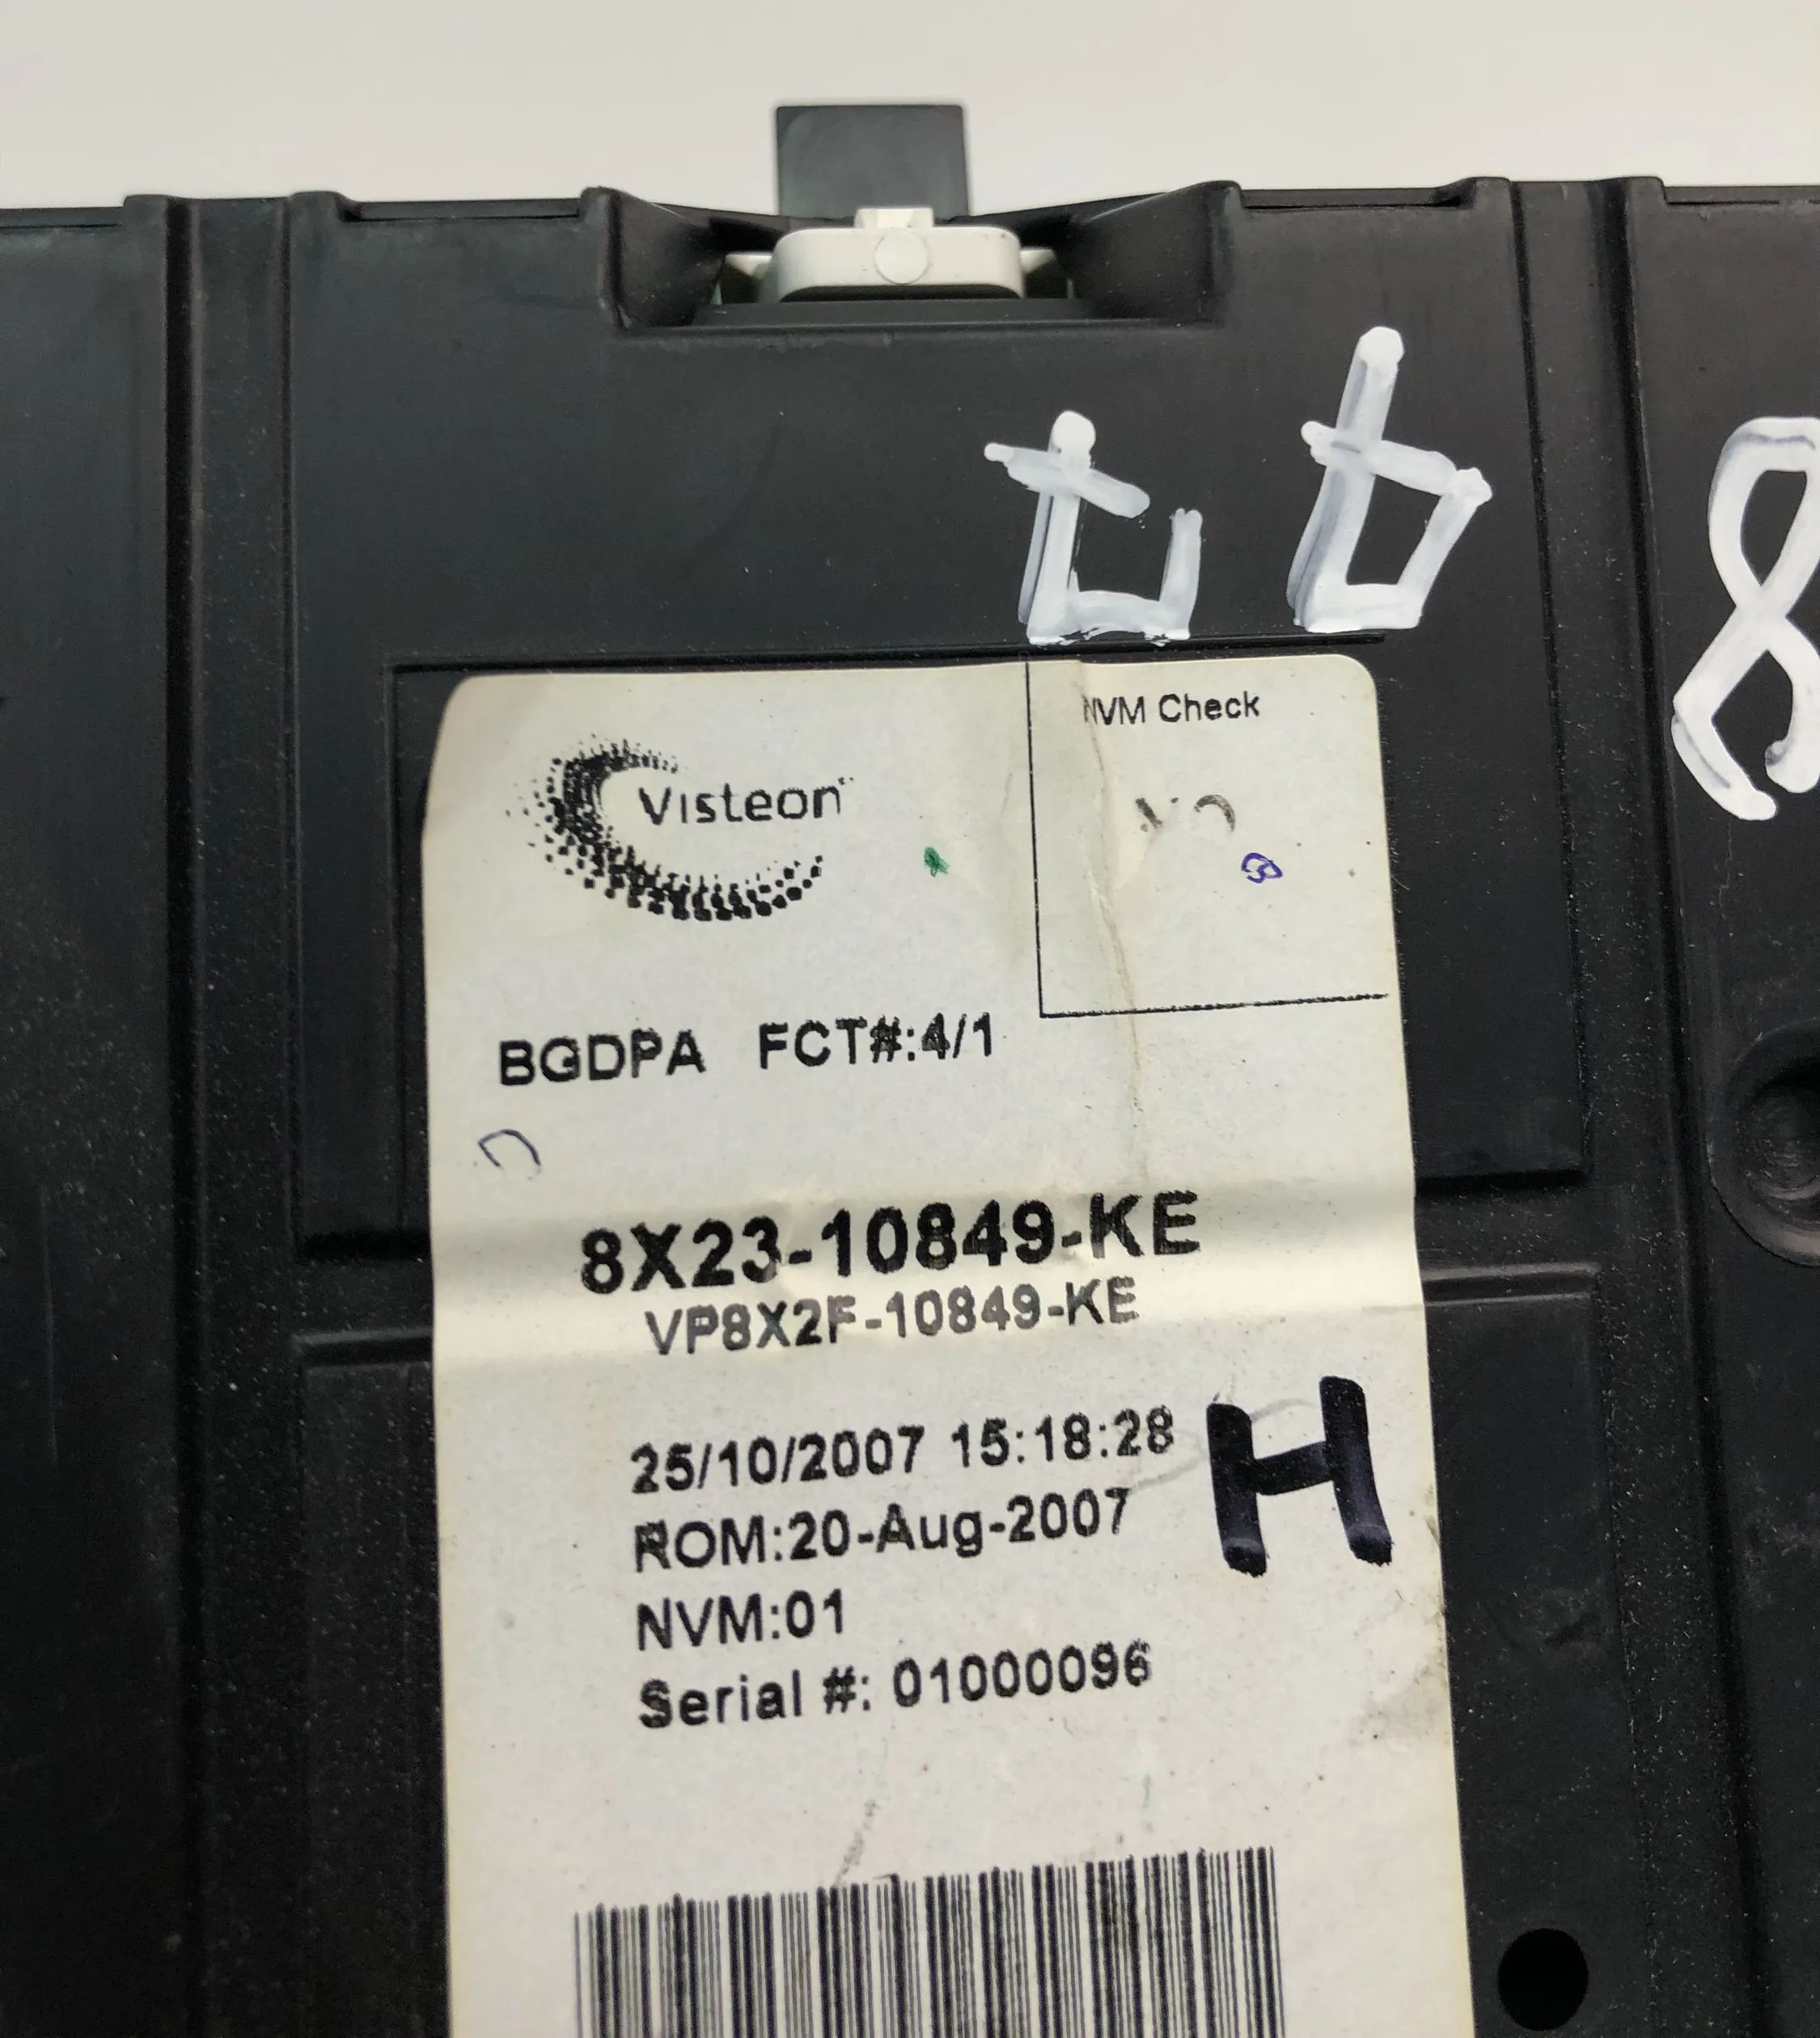 8
NVM Check
Visteon
BGDPA FCT#:4/1
8X23-10849-KE
VP8X2F-10849-KE
25/10/2007 15:18:28
H
ROM:20-Aug-2007
NVM:01
Serial #: 01000096